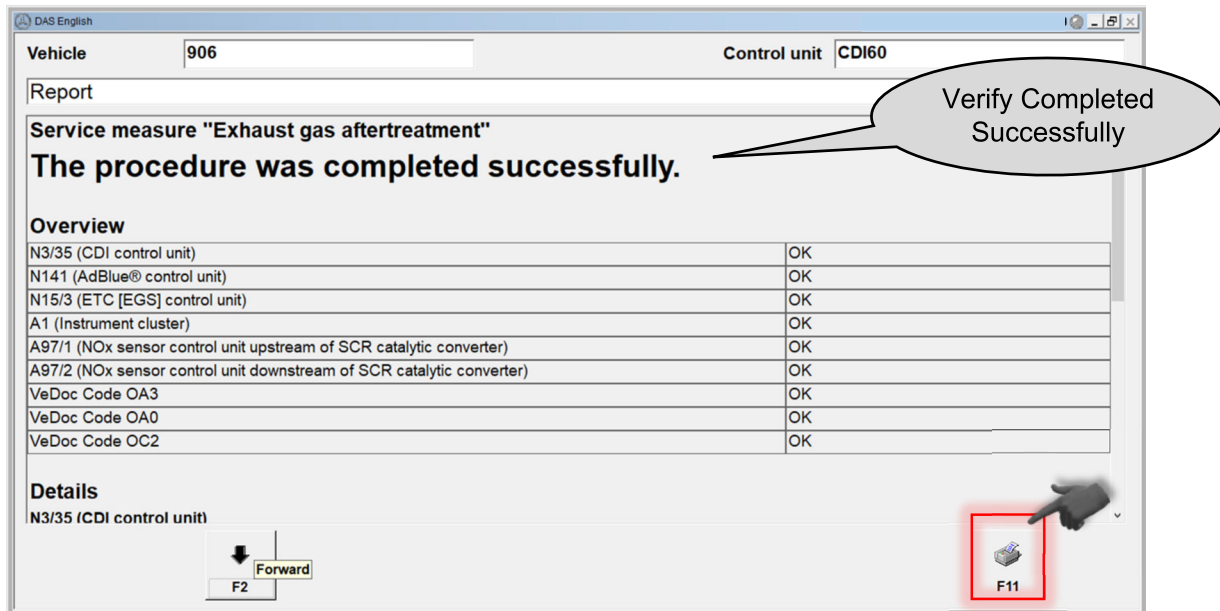 DAS English
Vehicle 906 Control unit CDI60
Report
Verify Completed
Successfully
Service measure "Exhaust gas aftertreatment"
The procedure was completed successfully.
Overview
N3/35 (CDI control unit) OK
N141 (AdBlue® control unit) OK
N15/3 (ETC [EGS] control unit) OK
A1 (Instrument cluster) OK
A97/1 (NOx sensor control unit upstream of SCR catalytic converter) OK
A97/2 (NOx sensor control unit downstream of SCR catalytic converter) OK
VeDoc Code OA3 OK
VeDoc Code OA0 OK
VeDoc Code OC2 OK
Details
N3/35 (CDI control unit)
Forward
F2 F11